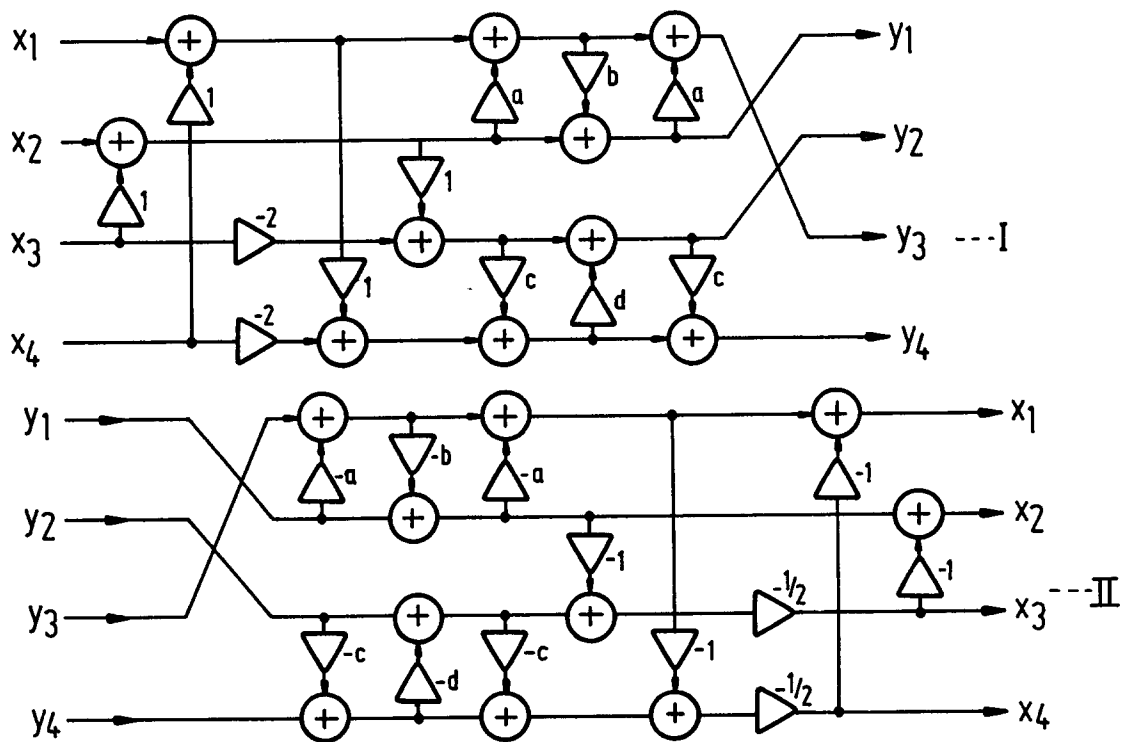 x1 y1
1 a b a
x2 y2
1 1
x3 -2 y3 ---I
1 c d c
x4 -2 y4
y1 x1
-a -b -a -1
y2 x2
-1 -1
y3 -1/2 x3 ---II
-c -d -c -1
y4 -1/2 x4